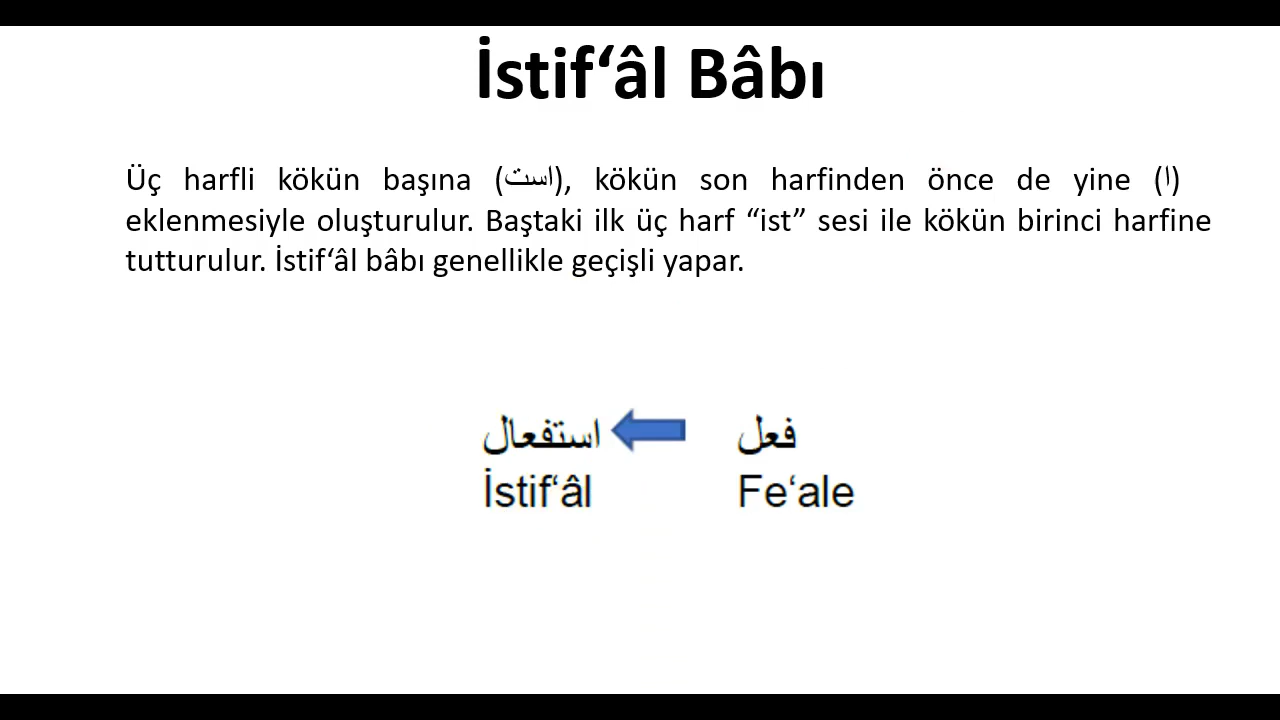 İstif‘âl Bâbı
Üç harfli kökün başına (است), kökün son harfinden önce de yine (ا)
eklenmesiyle oluşturulur. Baştaki ilk üç harf “ist” sesi ile kökün birinci harfine
tutturulur. İstif‘âl bâbı genellikle geçişli yapar.
فعل استفعال
İstif‘âl Fe‘ale